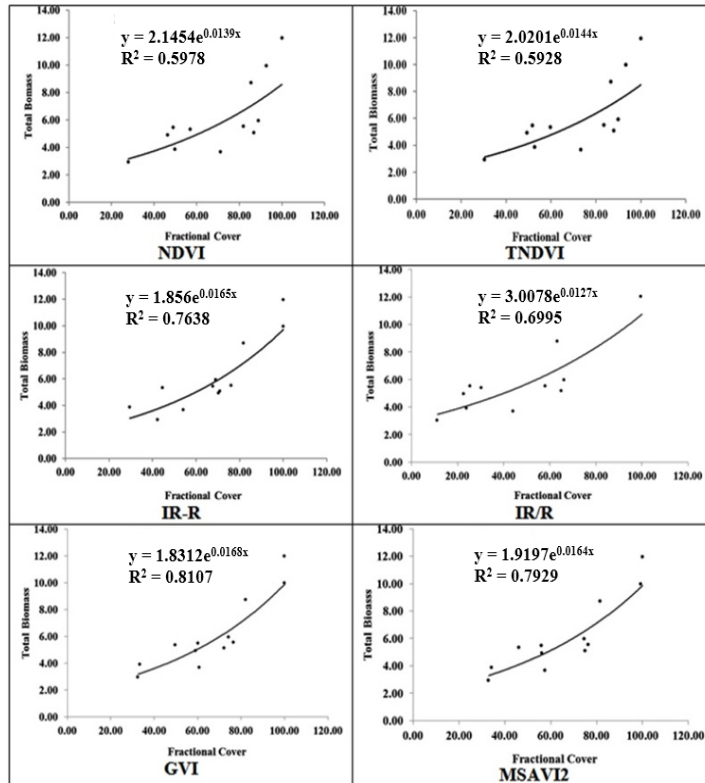 14.00
12.00
10.00
8.00
6.00
4.00
2.00
0.00
Total Bomass
y = 2.1454e^0.0139x
R² = 0.5978
0.00 20.00 40.00 60.00 80.00 100.00 120.00
Fractional Cover
NDVI
14.00
12.00
10.00
8.00
6.00
4.00
2.00
0.00
Total Biomass
y = 2.0201e^0.0144x
R² = 0.5928
0.00 20.00 40.00 60.00 80.00 100.00 120.00
Fractional Cover
TNDVI
14.00
12.00
10.00
8.00
6.00
4.00
2.00
0.00
Total Biomass
y = 1.856e^0.0165x
R² = 0.7638
0.00 20.00 40.00 60.00 80.00 100.00 120.00
Fractional Cover
IR-R
14.00
12.00
10.00
8.00
6.00
4.00
2.00
0.00
Total Biomass
y = 3.0078e^0.0127x
R² = 0.6995
0.00 20.00 40.00 60.00 80.00 100.00 120.00
Fractional Cover
IR/R
14.00
12.00
10.00
8.00
6.00
4.00
2.00
0.00
Total Biomass
y = 1.8312e^0.0168x
R² = 0.8107
0.00 20.00 40.00 60.00 80.00 100.00 120.00
Fractional Cover
GVI
14.00
12.00
10.00
8.00
6.00
4.00
2.00
0.00
Total Bioasss
y = 1.9197e^0.0164x
R² = 0.7929
0.00 20.00 40.00 60.00 80.00 100.00 120.00
Fractional Cover
MSAVI2